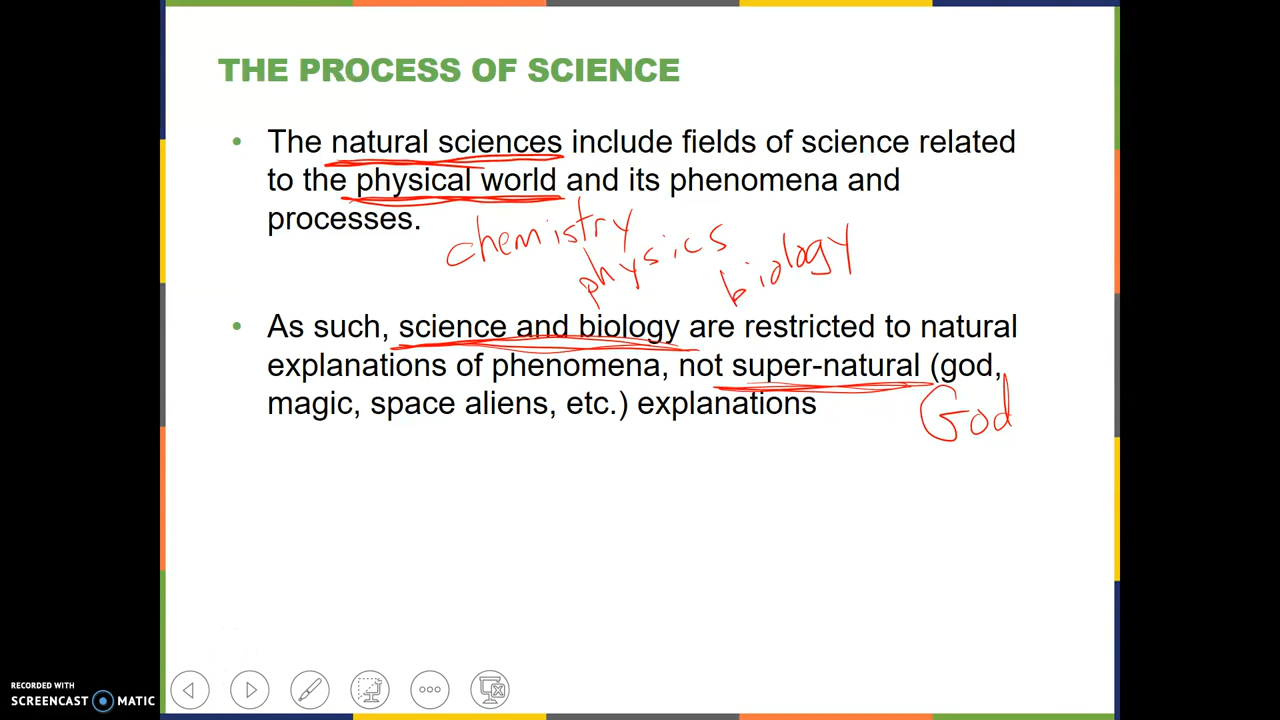 THE PROCESS OF SCIENCE
• The natural sciences include fields of science related
to the physical world and its phenomena and
processes.
chemistry
physics
biology
• As such, science and biology are restricted to natural
explanations of phenomena, not super-natural (god,
magic, space aliens, etc.) explanations
God
RECORDED WITH
SCREENCAST MATIC